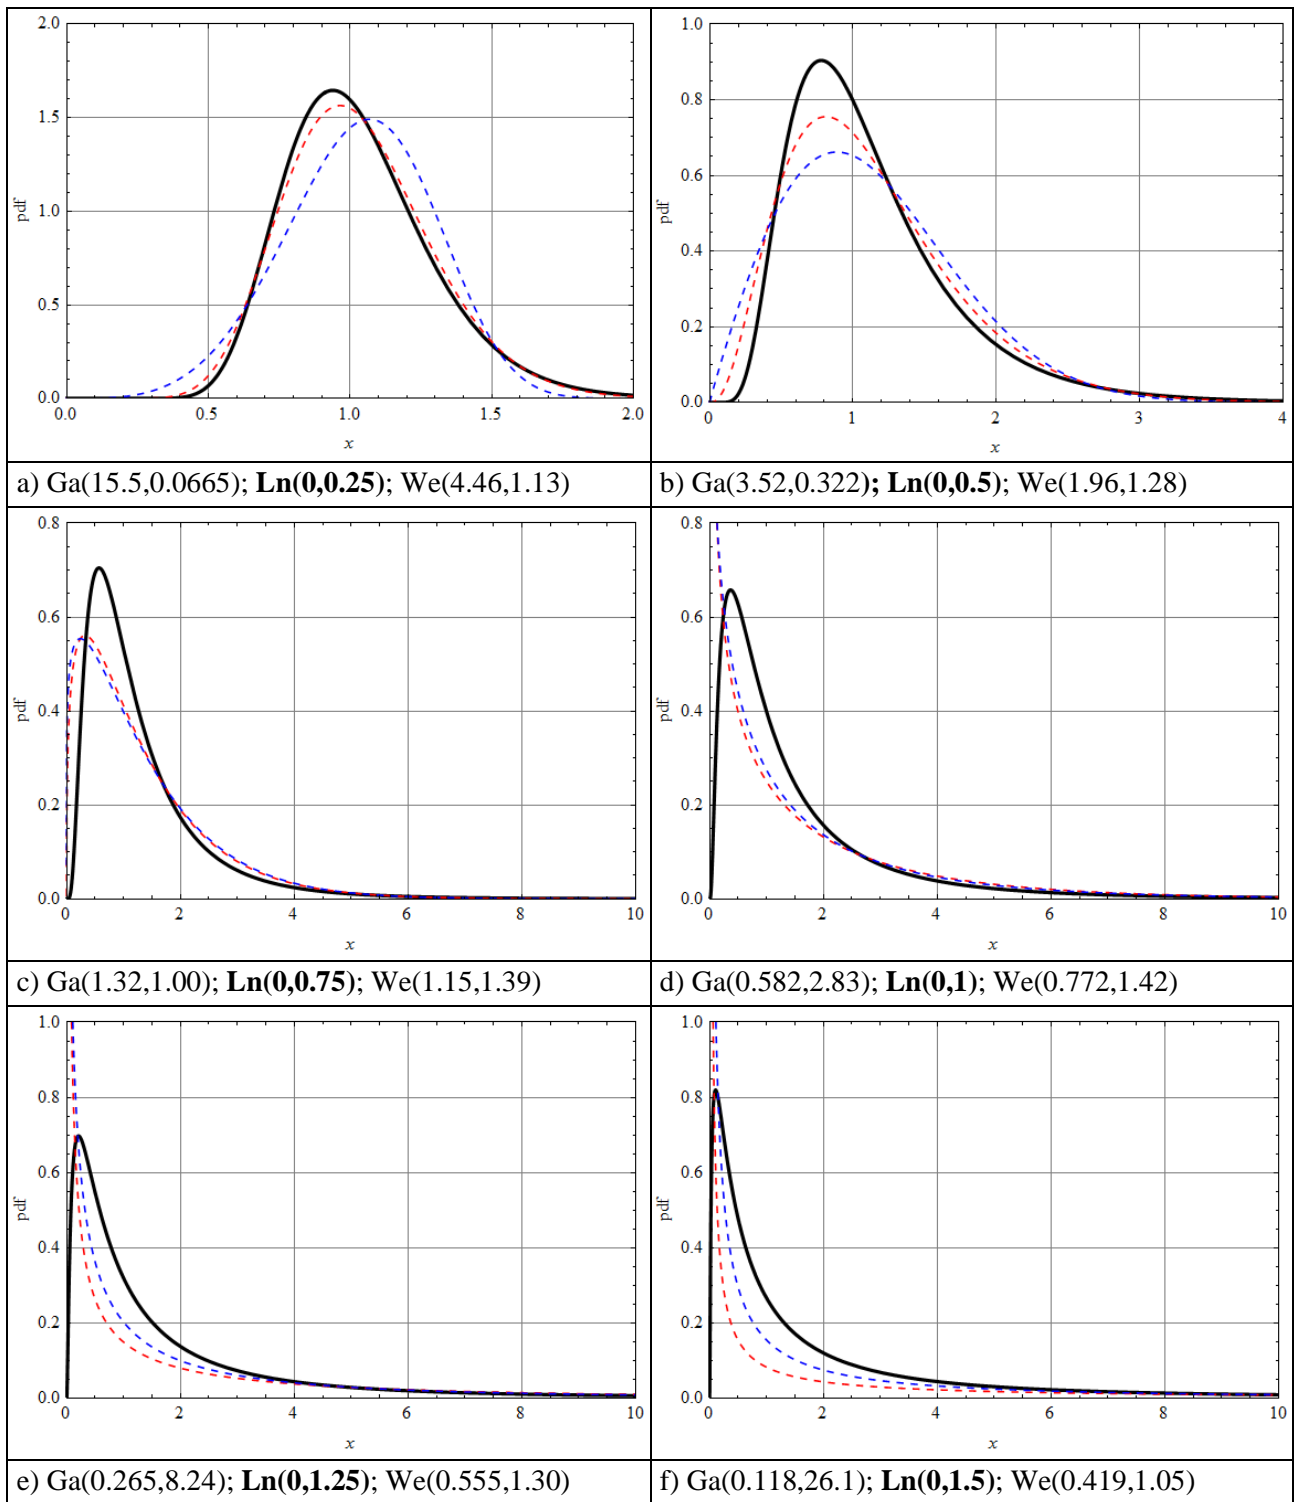 2.0
1.5
1.0
0.5
0.0
pdf
0.0 0.5 1.0 1.5 2.0
x
a) Ga(15.5,0.0665); Ln(0,0.25); We(4.46,1.13)
1.0
0.8
0.6
0.4
0.2
0.0
pdf
0 1 2 3 4
x
b) Ga(3.52,0.322); Ln(0,0.5); We(1.96,1.28)
0.8
0.6
0.4
0.2
0.0
pdf
0 2 4 6 8 10
x
c) Ga(1.32,1.00); Ln(0,0.75); We(1.15,1.39)
0.8
0.6
0.4
0.2
0.0
pdf
0 2 4 6 8 10
x
d) Ga(0.582,2.83); Ln(0,1); We(0.772,1.42)
1.0
0.8
0.6
0.4
0.2
0.0
pdf
0 2 4 6 8 10
x
e) Ga(0.265,8.24); Ln(0,1.25); We(0.555,1.30)
1.0
0.8
0.6
0.4
0.2
0.0
pdf
0 2 4 6 8 10
x
f) Ga(0.118,26.1); Ln(0,1.5); We(0.419,1.05)